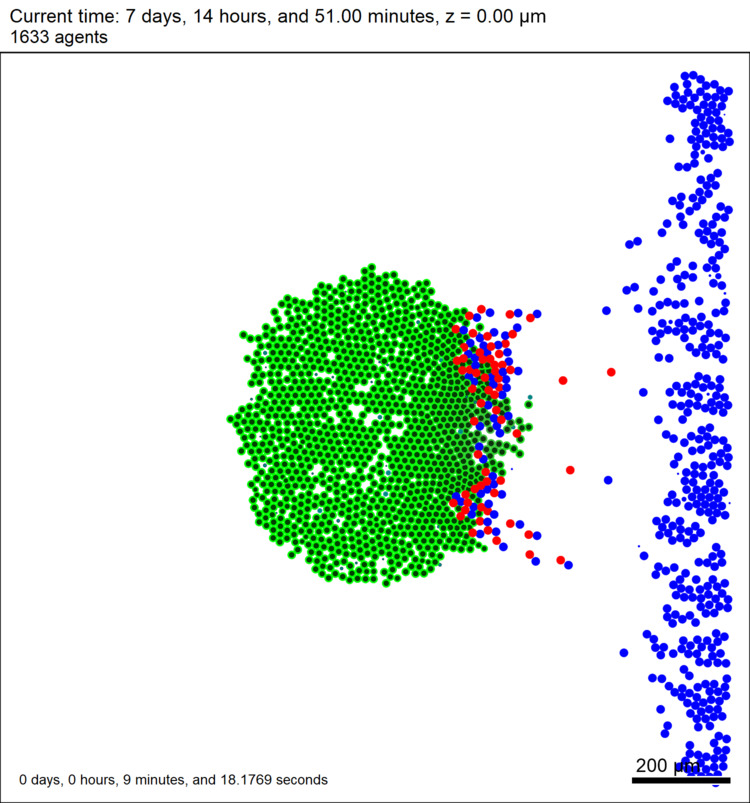 Current time: 7 days, 14 hours, and 51.00 minutes, z = 0.00 μm
1633 agents
200 μm
0 days, 0 hours, 9 minutes, and 18.1769 seconds